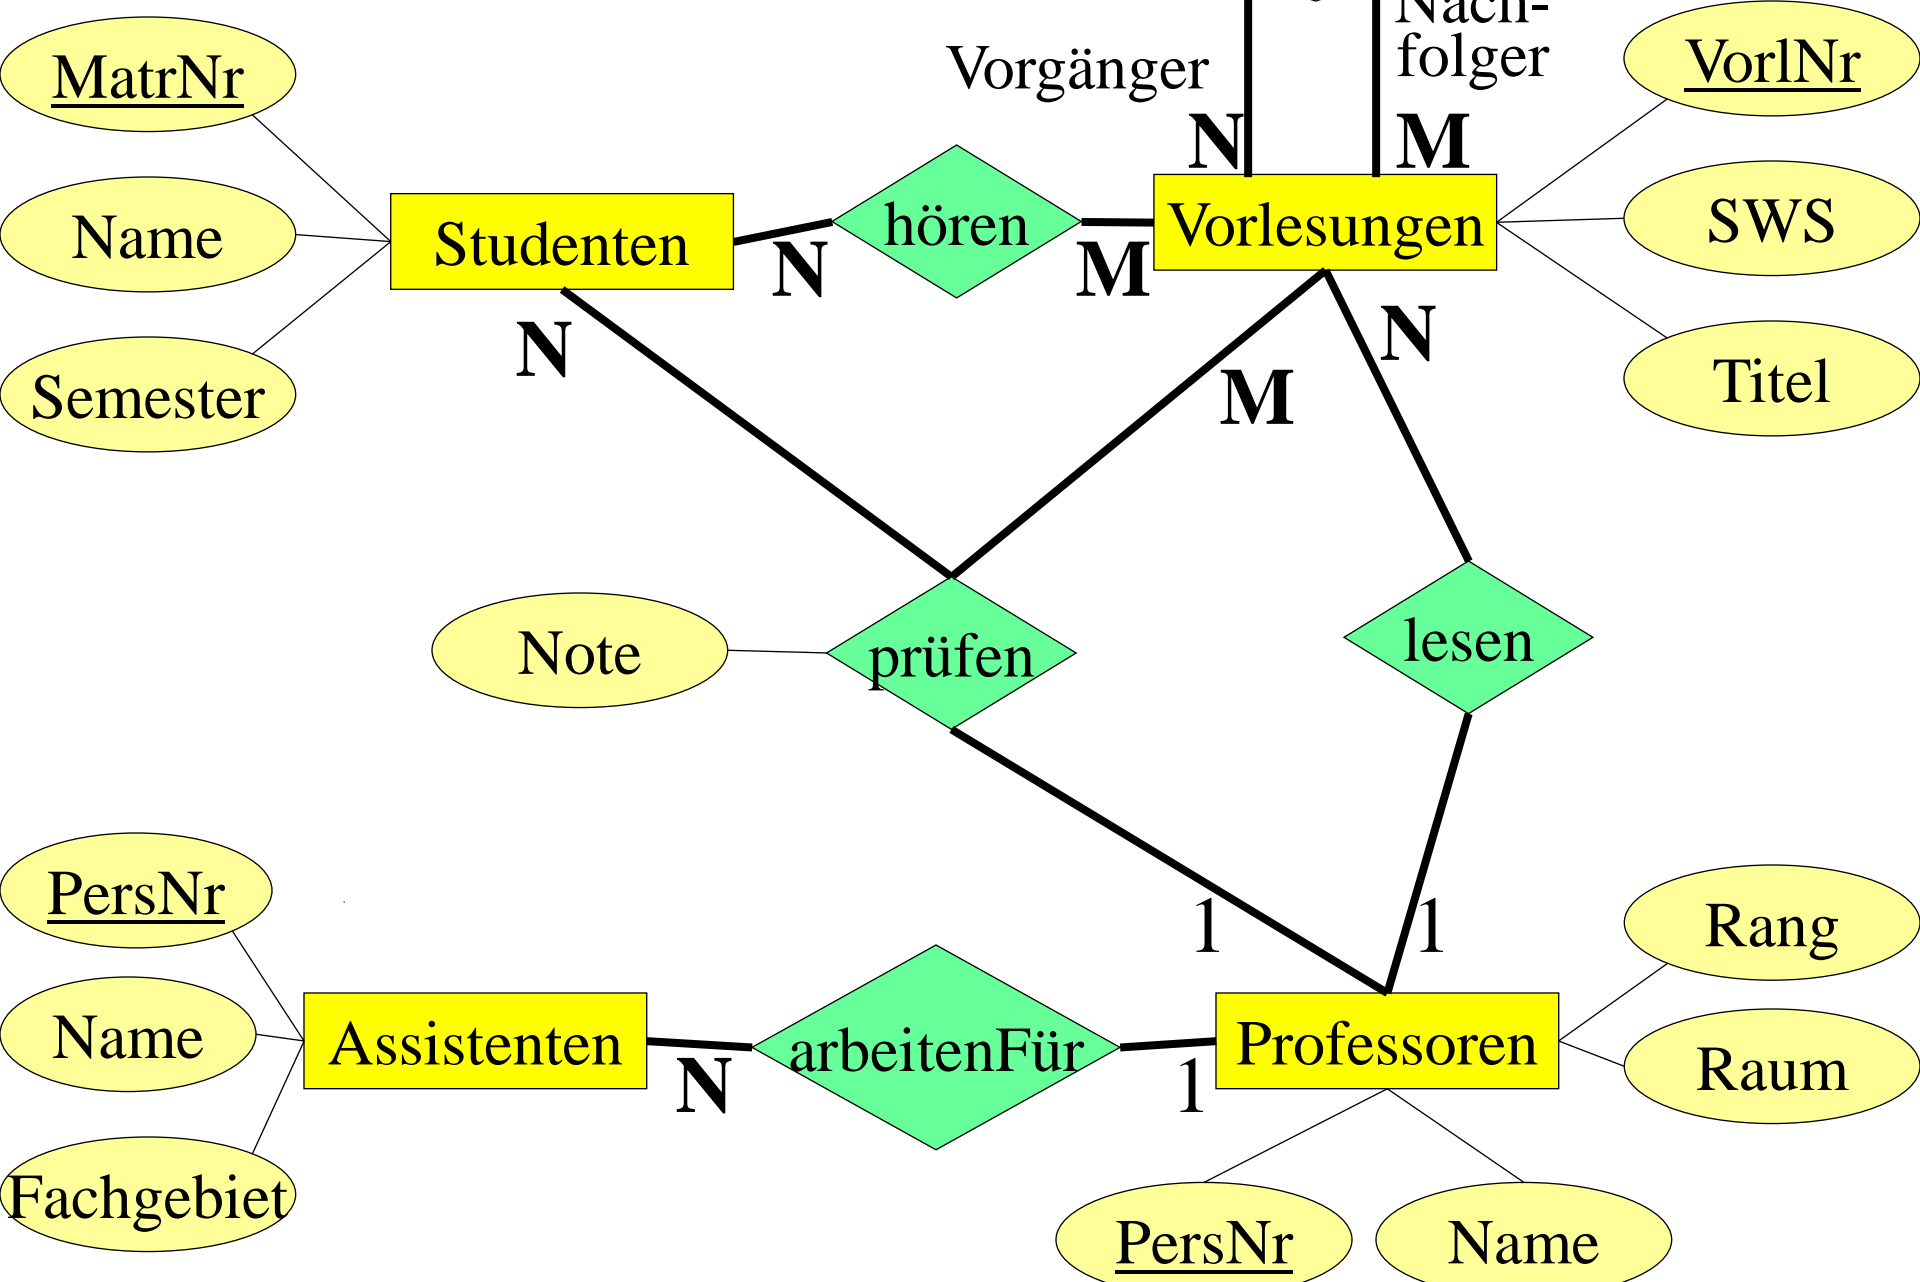 Nach-
folger
Vorgänger
N
M
MatrNr
Name
Semester
Studenten
N
hören
M
Vorlesungen
VorlNr
SWS
Titel
N
M
N
Note
prüfen
lesen
1
1
PersNr
Name
Fachgebiet
Assistenten
N
arbeitenFür
1
Professoren
Rang
Raum
PersNr
Name